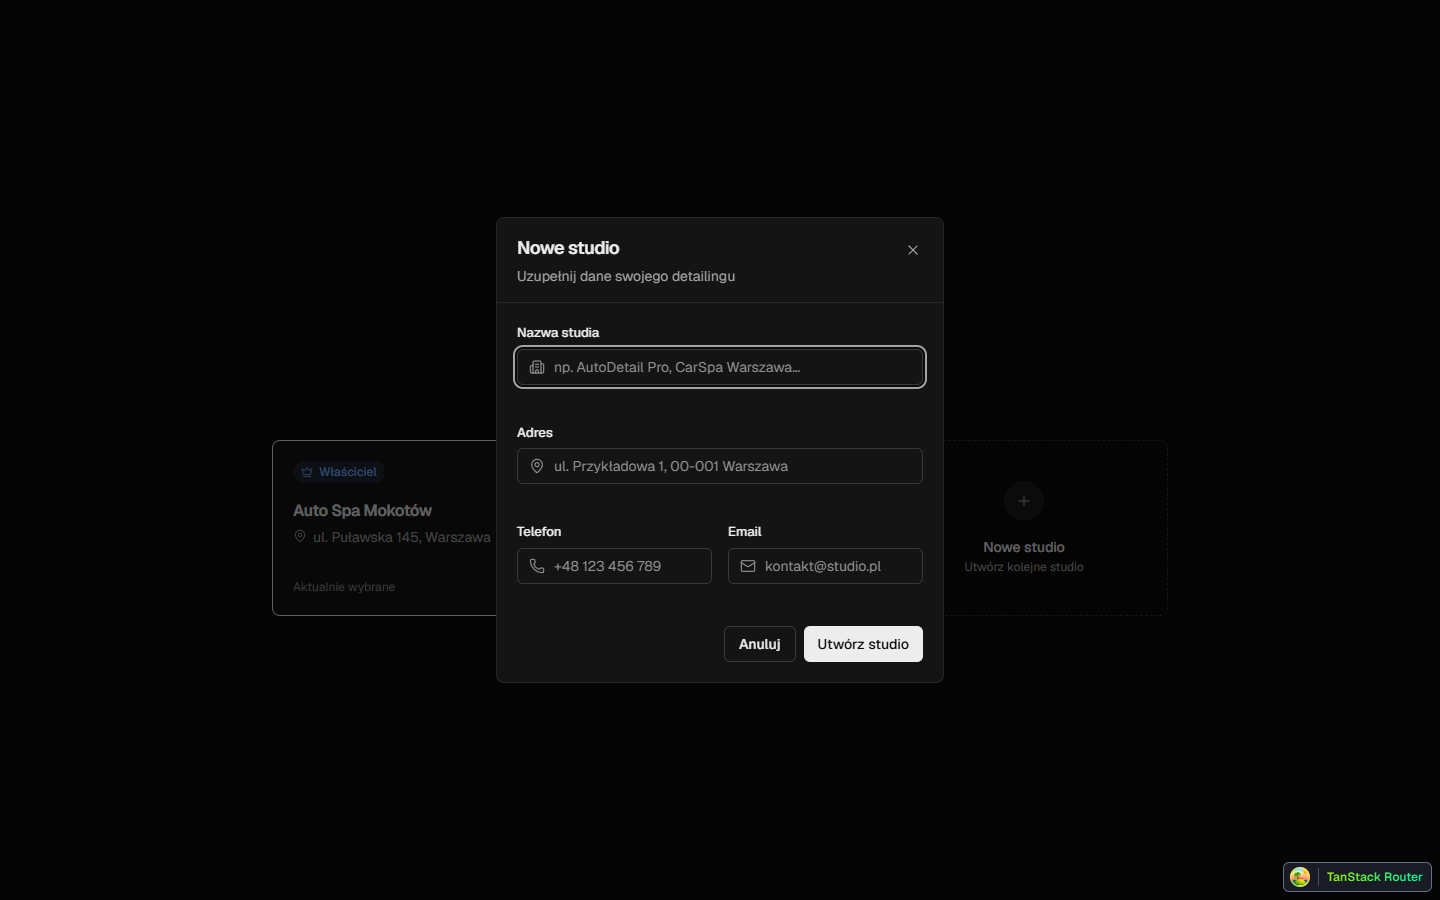 Nowe studio
Uzupełnij dane swojego detailingu
Nazwa studia
np. AutoDetail Pro, CarSpa Warszawa...
Adres
ul. Przykładowa 1, 00-001 Warszawa
Telefon
Email
+48 123 456 789
kontakt@studio.pl
Anuluj
Utwórz studio
Właściciel
Auto Spa Mokotów
ul. Puławska 145, Warszawa
Aktualnie wybrane
Nowe studio
Utwórz kolejne studio
TanStack Router